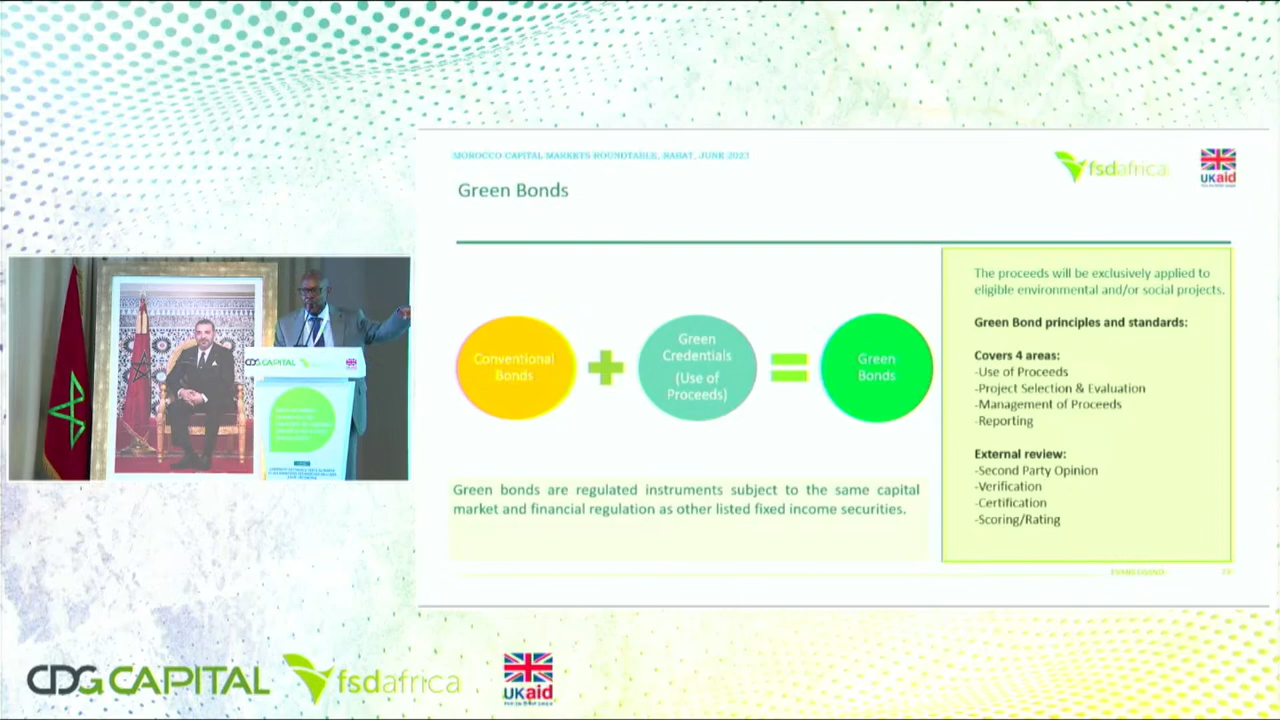 MOROCCO CAPITAL MARKETS ROUNDTABLE, RABAT, JUNE 2023
fsdafrica
UKaid
Green Bonds
Conventional
Bonds
Green
Credentials
(Use of
Proceeds)
Green
Bonds
Green bonds are regulated instruments subject to the same capital
market and financial regulation as other listed fixed income securities.
The proceeds will be exclusively applied to
eligible environmental and/or social projects.
Green Bond principles and standards:
Covers 4 areas:
-Use of Proceeds
-Project Selection & Evaluation
-Management of Proceeds
-Reporting
External review:
-Second Party Opinion
-Verification
-Certification
-Scoring/Rating
CDG CAPITAL
CDG CAPITAL
fsdafrica
UKaid